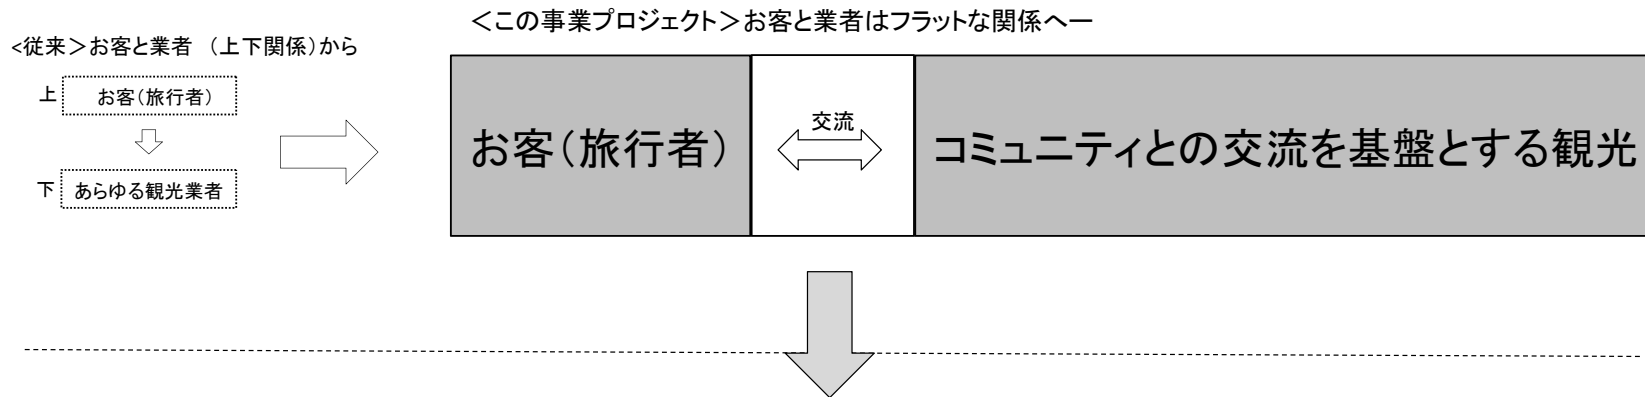 ＜この事業プロジェクト＞お客と業者はフラットな関係へー
<従来＞お客と業者　（上下関係）から
上
お客（旅行者）
下
あらゆる観光業者
お客（旅行者）
交流
コミュニティとの交流を基盤とする観光